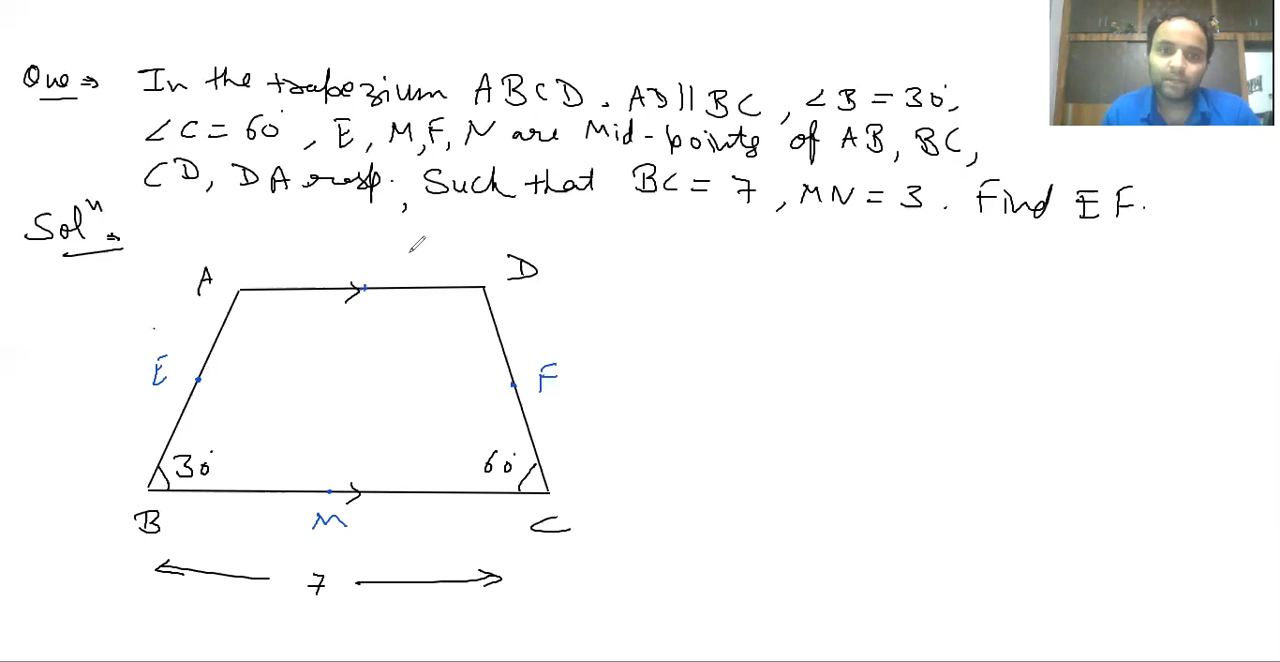 Que ⇒ In the trapezium ABCD. AD || BC, ∠B = 30°,
∠C = 60°, E, M, F, N are Mid-points of AB, BC,
CD, DA resp., Such that BC = 7, MN = 3. Find EF.
Solⁿ ⇒
A D
E F
30° 60°
B M C
7